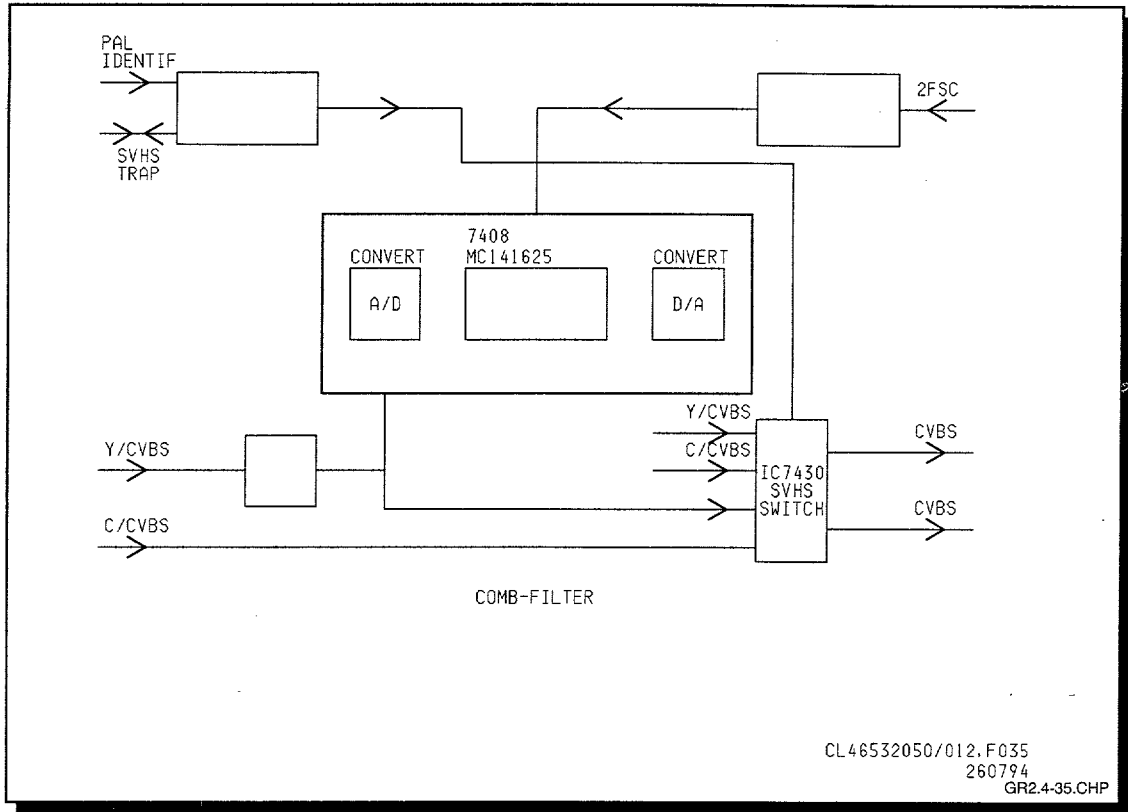 PAL
IDENTIF
2FSC
SVHS
TRAP
7408
MC141625
CONVERT
CONVERT
A/D
D/A
Y/CVBS
C/CVBS
Y/CVBS
C/CVBS
IC7430
SVHS
SWITCH
CVBS
CVBS
COMB-FILTER
CL46532050/012.F035
260794
GR2.4-35.CHP